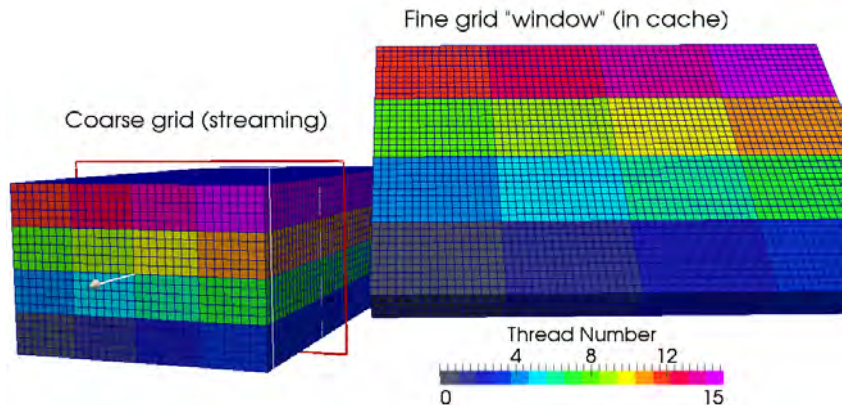 Fine grid "window" (in cache)
Coarse grid (streaming)
Thread Number
4 8 12
0 15